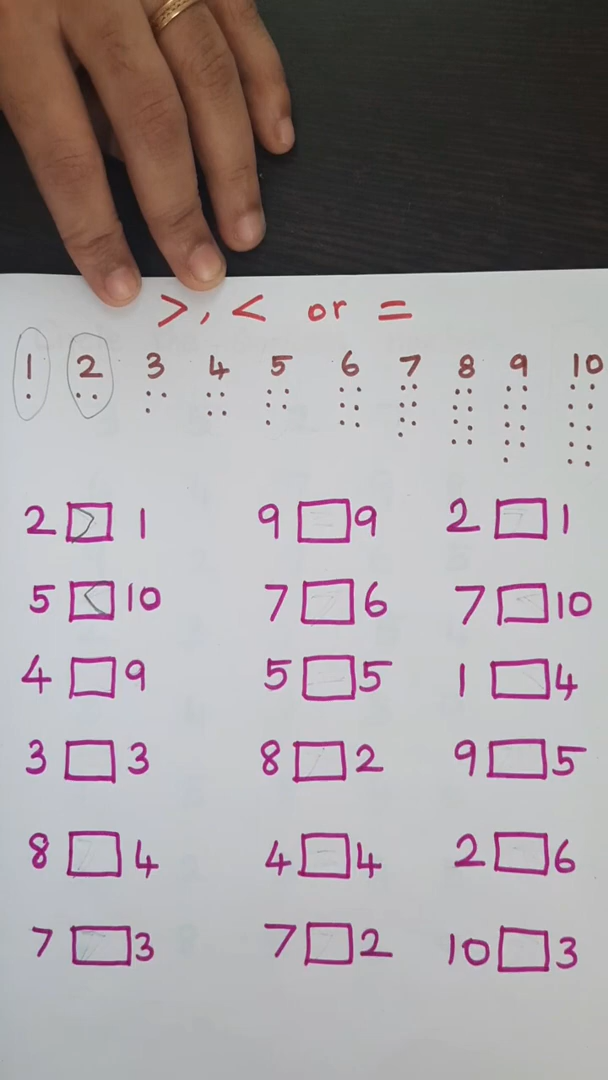 >, < or =
1 2 3 4 5 6 7 8 9 10
2 > 1 9 = 9 2 1
5 < 10 7 6 7 < 10
4 9 5 = 5 1 4
3 3 8 2 9 5
8 4 4 = 4 2 6
7 3 7 2 10 3